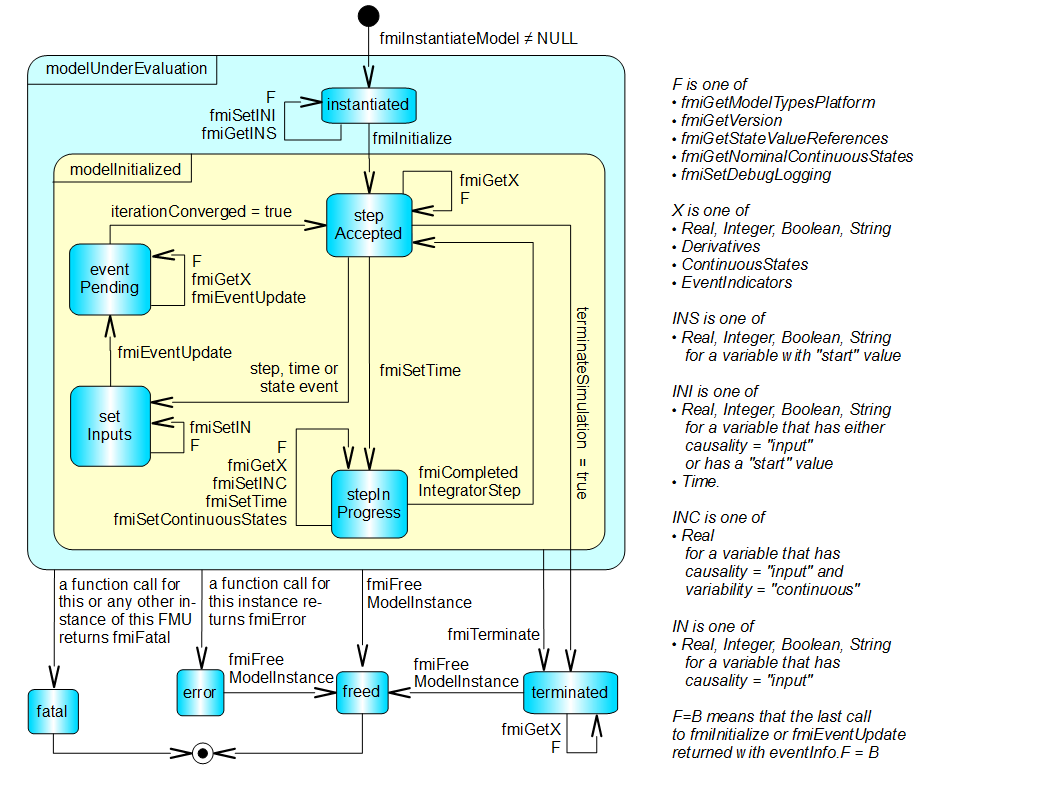 fmiInstantiateModel ≠ NULL
modelUnderEvaluation
instantiated
F
fmiSetINI
fmiGetINS
fmiInitialize
modelInitialized
fmiGetX
F
step
Accepted
iterationConverged = true
event
Pending
F
fmiGetX
fmiEventUpdate
fmiEventUpdate
step, time or
state event
fmiSetTime
terminateSimulation = true
set
Inputs
fmiSetIN
F
F
fmiGetX
fmiSetINC
fmiSetTime
fmiSetContinuousStates
stepIn
Progress
fmiCompleted
IntegratorStep
a function call for
this or any other in-
stance of this FMU
returns fmiFatal
a function call for
this instance re-
turns fmiError
fmiFree
ModelInstance
fmiTerminate
fmiFree
ModelInstance
fmiFree
ModelInstance
fatal
error
freed
terminated
fmiGetX
F
F is one of
• fmiGetModelTypesPlatform
• fmiGetVersion
• fmiGetStateValueReferences
• fmiGetNominalContinuousStates
• fmiSetDebugLogging
X is one of
• Real, Integer, Boolean, String
• Derivatives
• ContinuousStates
• EventIndicators
INS is one of
• Real, Integer, Boolean, String
for a variable with "start" value
INI is one of
• Real, Integer, Boolean, String
for a variable that has either
causality = "input"
or has a "start" value
• Time.
INC is one of
• Real
for a variable that has
causality = "input" and
variability = "continuous"
IN is one of
• Real, Integer, Boolean, String
for a variable that has
causality = "input"
F=B means that the last call
to fmiInitialize or fmiEventUpdate
returned with eventInfo.F = B